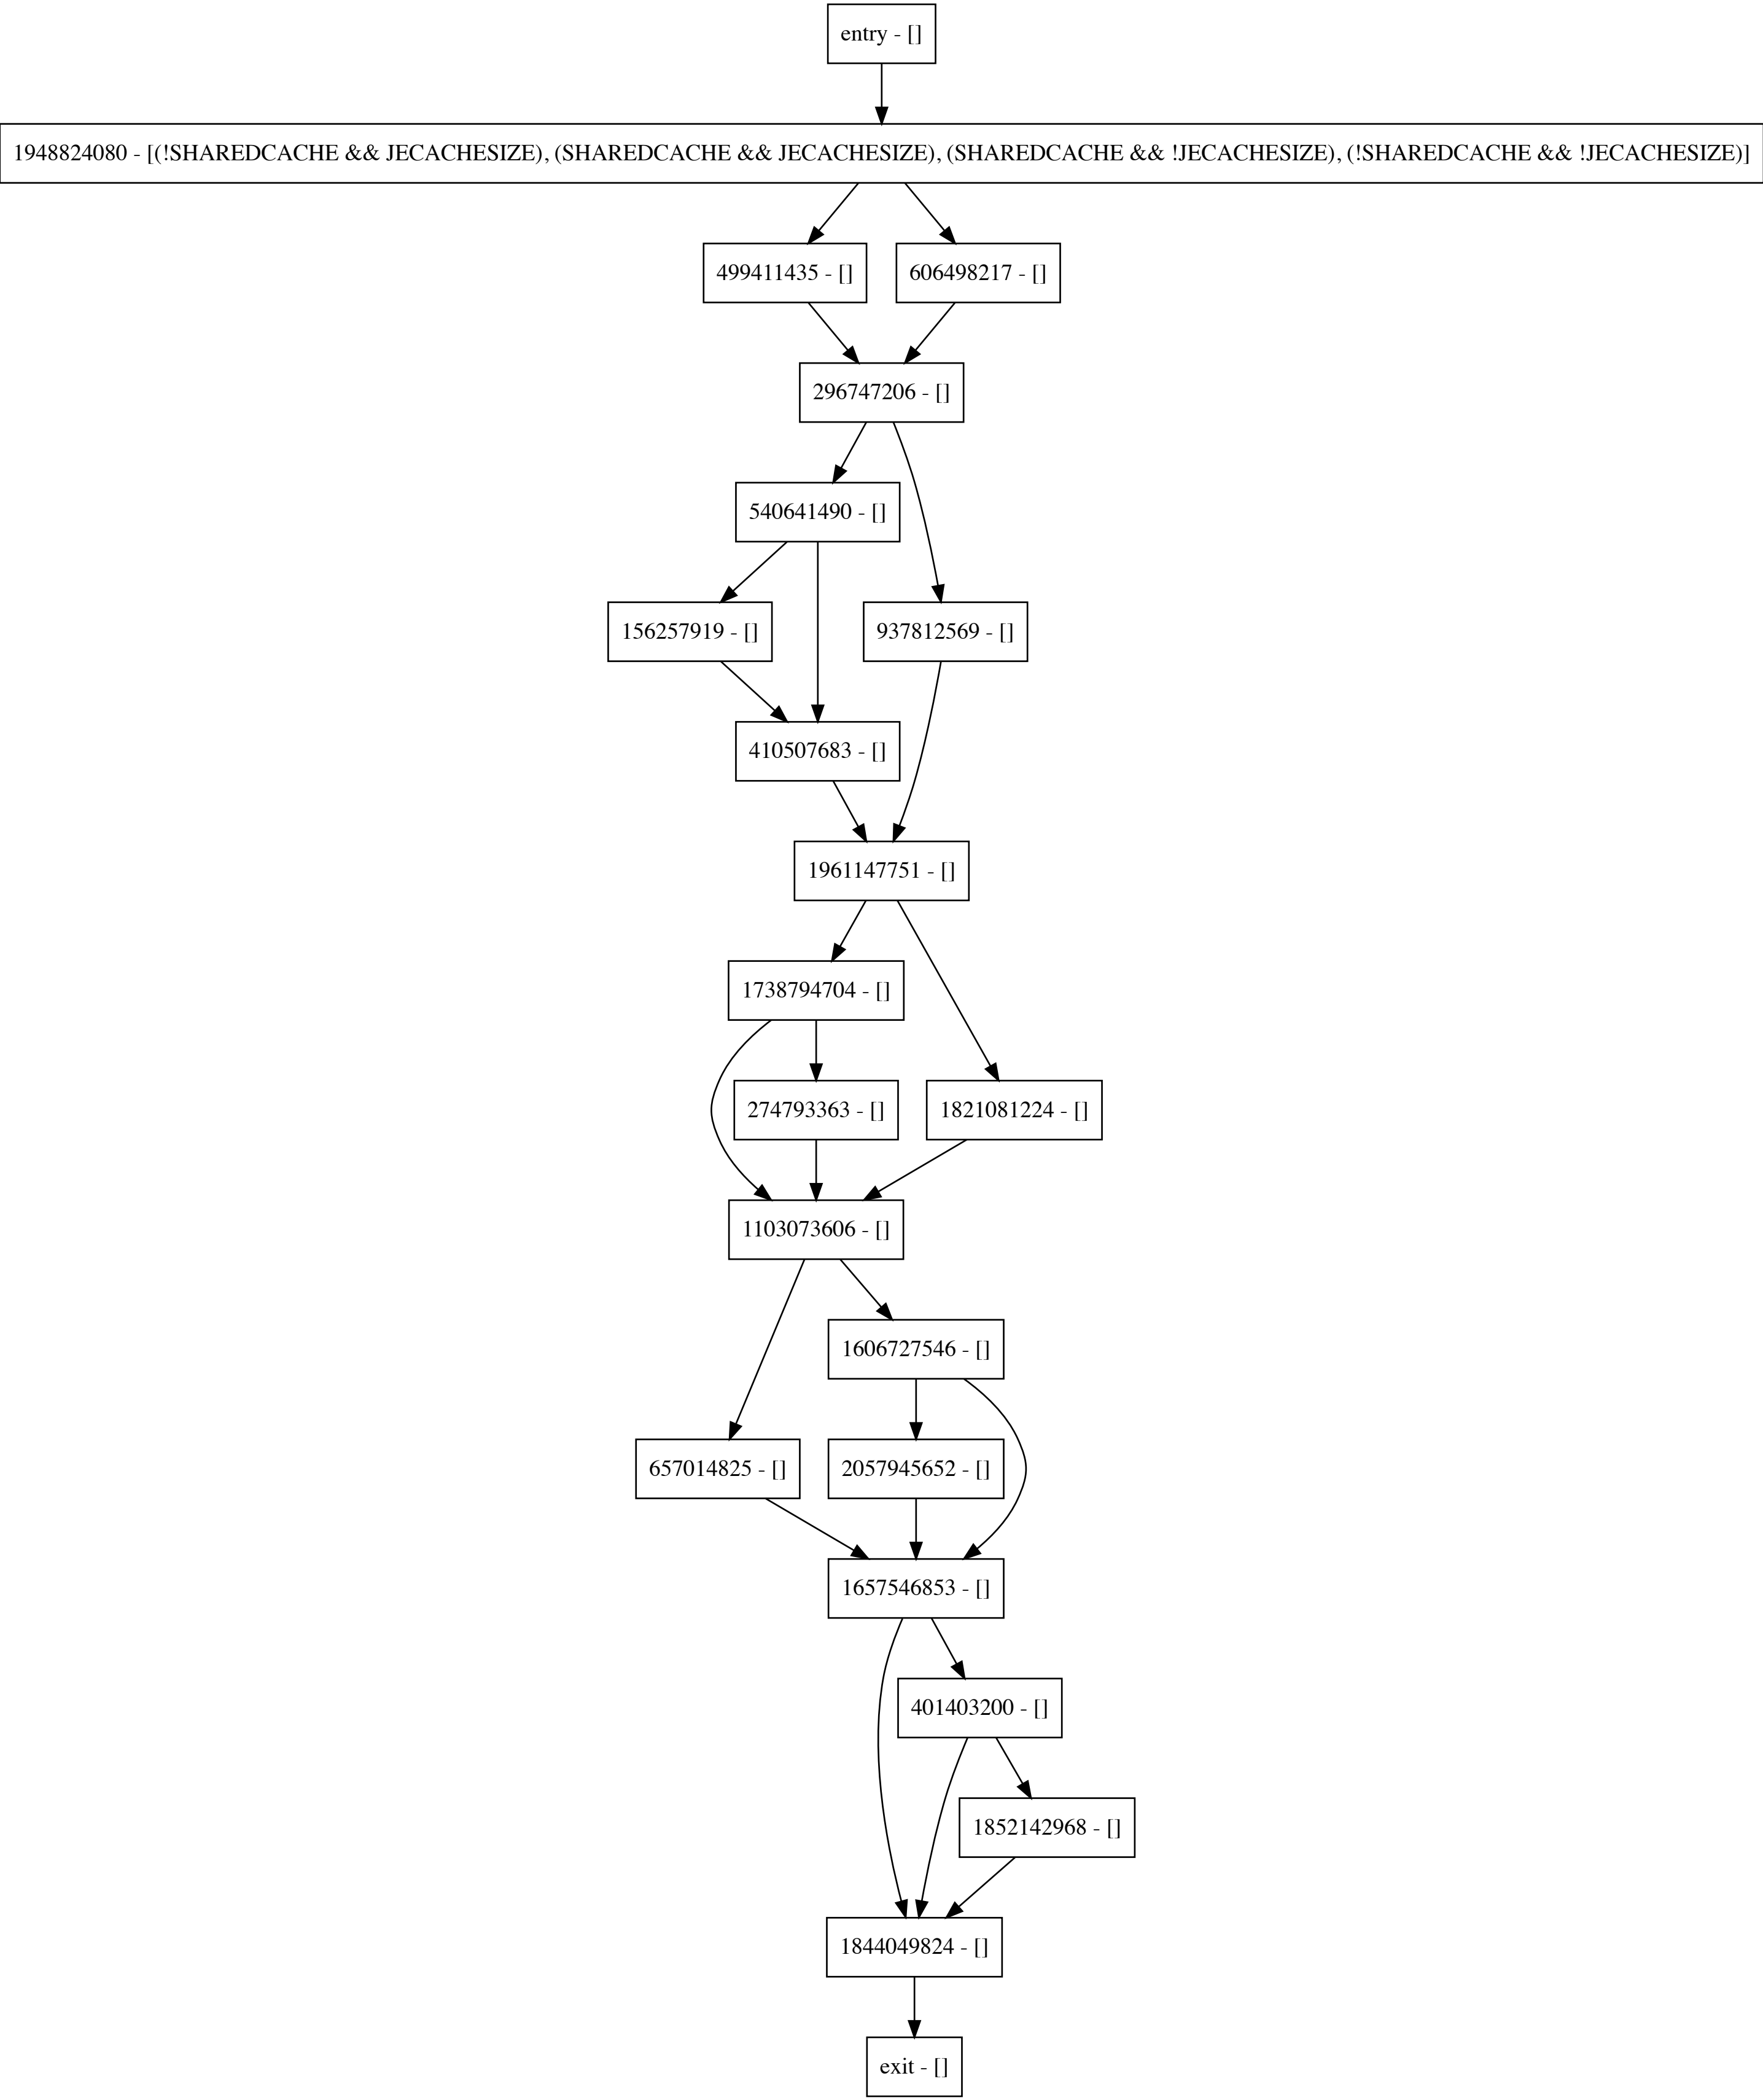 entry - []
1948824080 - [(!SHAREDCACHE && JECACHESIZE), (SHAREDCACHE && JECACHESIZE), (SHAREDCACHE && !JECACHESIZE), (!SHAREDCACHE && !JECACHESIZE)]
499411435 - []
606498217 - []
296747206 - []
540641490 - []
156257919 - []
937812569 - []
410507683 - []
1961147751 - []
1738794704 - []
274793363 - []
1821081224 - []
1103073606 - []
1606727546 - []
657014825 - []
2057945652 - []
1657546853 - []
401403200 - []
1852142968 - []
1844049824 - []
exit - []